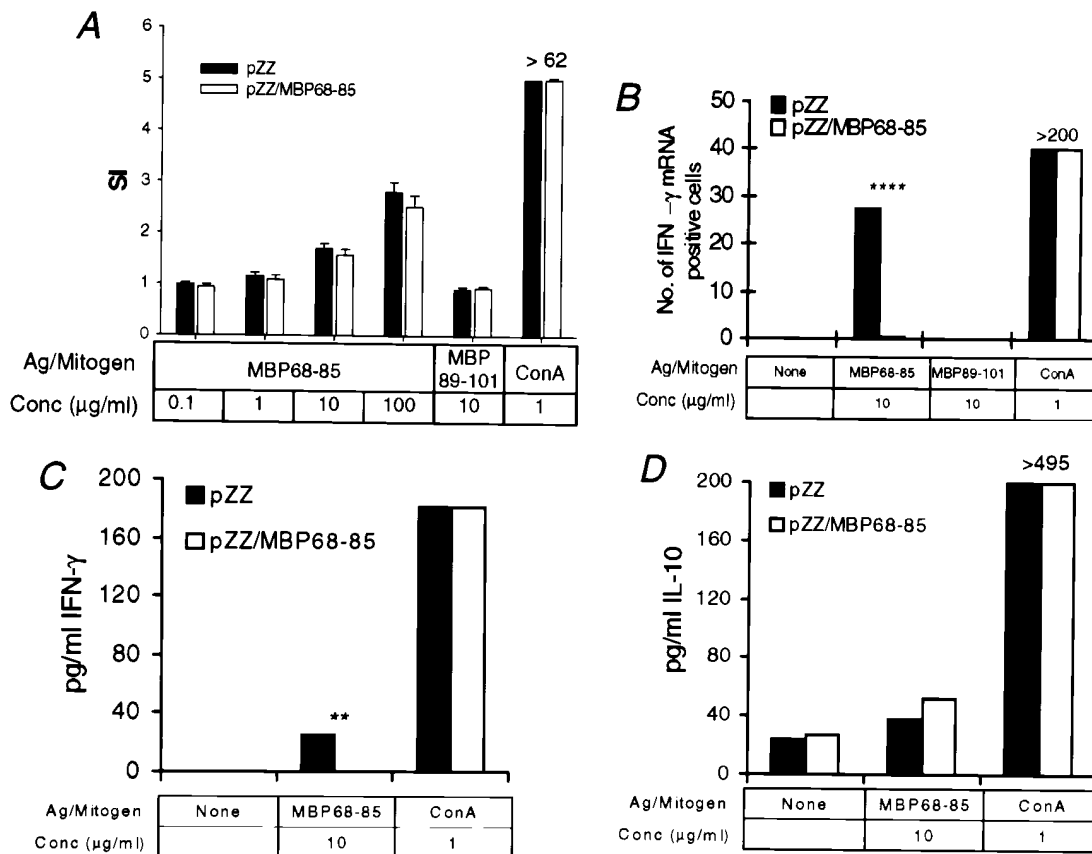 A
6
5
4
3
2
1
0
SI
pZZ
pZZ/MBP68-85
> 62
Ag/Mitogen
MBP68-85
MBP
89-101
ConA
Conc (µg/ml)
0.1
1
10
100
10
1
B
50
40
30
20
10
0
No. of IFN –γ mRNA
positive cells
pZZ
pZZ/MBP68-85
****
>200
Ag/Mitogen
None
MBP68-85
MBP89-101
ConA
Conc (µg/ml)
10
10
1
C
200
160
120
80
40
0
pg/ml IFN-γ
pZZ
pZZ/MBP68-85
**
Ag/Mitogen
None
MBP68-85
ConA
Conc (µg/ml)
10
1
D
200
160
120
80
40
0
pg/ml IL-10
pZZ
pZZ/MBP68-85
>495
Ag/Mitogen
None
MBP68-85
ConA
Conc (µg/ml)
10
1